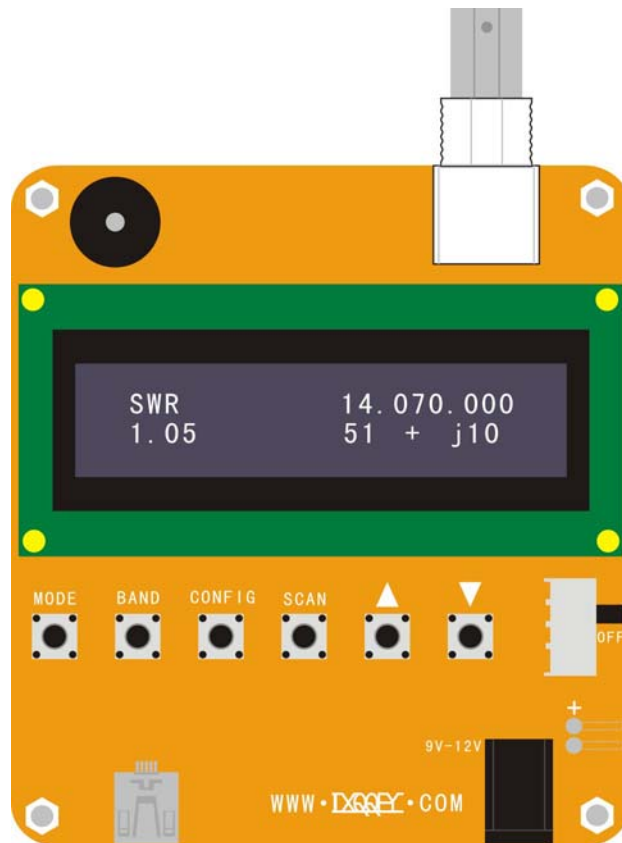 SWR 14.070.000
1.05 51 + j10
MODE BAND CONFIG SCAN
OFF
+
9V-12V
WWW· ·COM